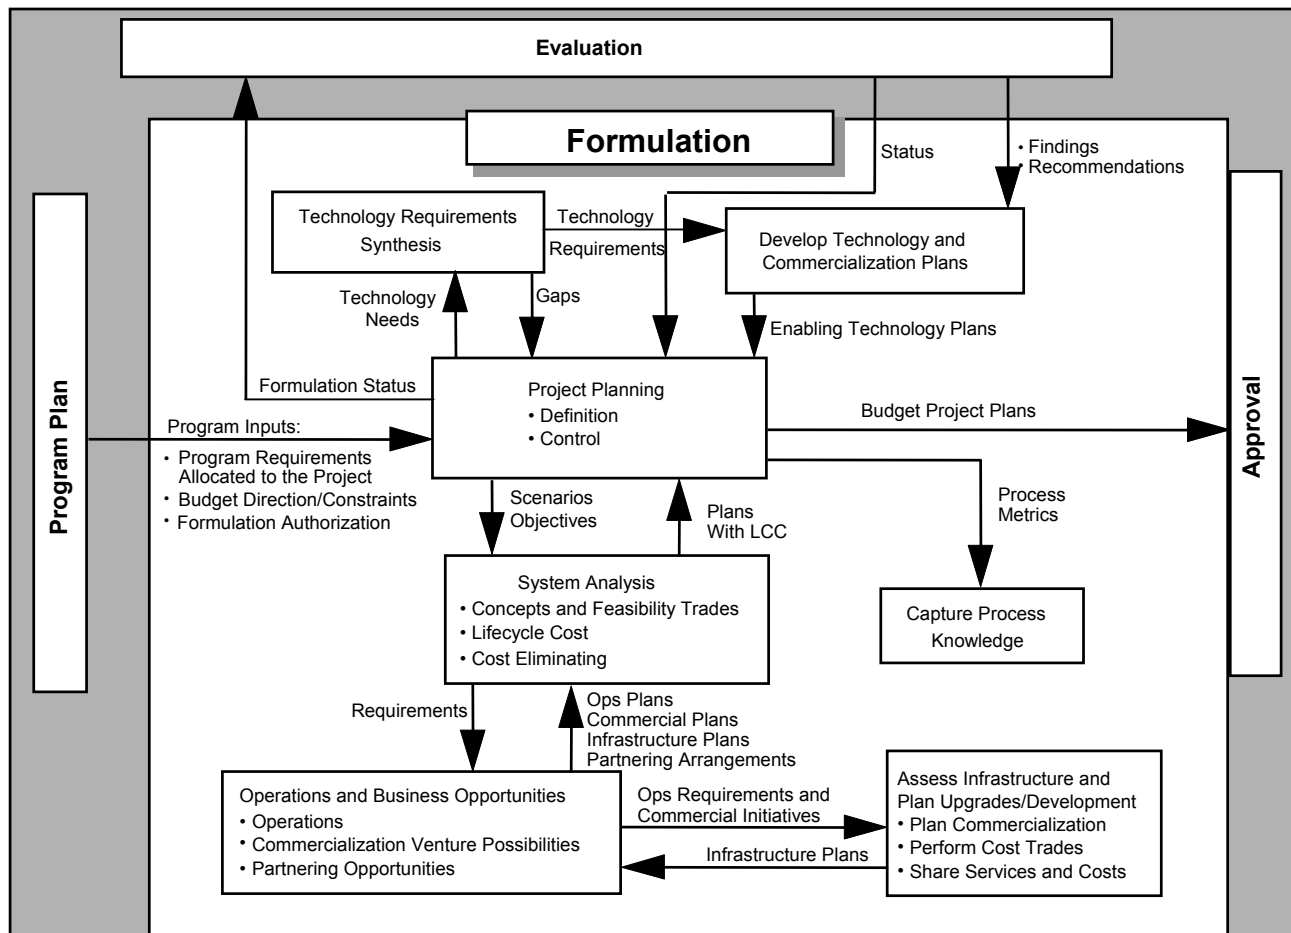 Evaluation
Formulation
Status
• Findings
• Recommendations
Technology Requirements
Synthesis
Technology
Requirements
Develop Technology and
Commercialization Plans
Technology
Needs
Gaps
Enabling Technology Plans
Program Plan
Formulation Status
Project Planning
• Definition
• Control
Budget Project Plans
Approval
Program Inputs:
• Program Requirements
Allocated to the Project
• Budget Direction/Constraints
• Formulation Authorization
Scenarios
Objectives
Plans
With LCC
Process
Metrics
System Analysis
• Concepts and Feasibility Trades
• Lifecycle Cost
• Cost Eliminating
Capture Process
Knowledge
Requirements
Ops Plans
Commercial Plans
Infrastructure Plans
Partnering Arrangements
Operations and Business Opportunities
• Operations
• Commercialization Venture Possibilities
• Partnering Opportunities
Ops Requirements and
Commercial Initiatives
Infrastructure Plans
Assess Infrastructure and
Plan Upgrades/Development
• Plan Commercialization
• Perform Cost Trades
• Share Services and Costs